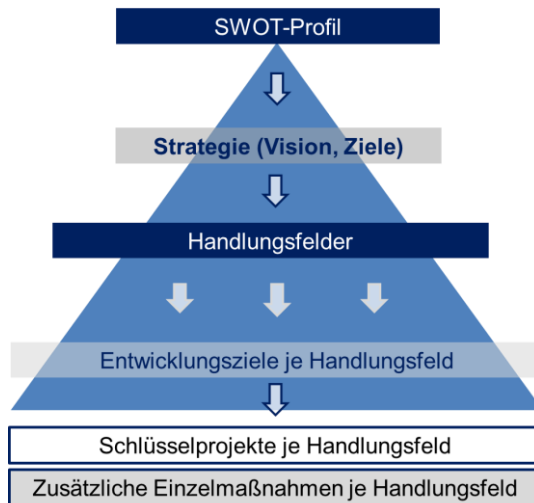 SWOT-Profil
Strategie (Vision, Ziele)
Handlungsfelder
Entwicklungsziele je Handlungsfeld
Schlüsselprojekte je Handlungsfeld
Zusätzliche Einzelmaßnahmen je Handlungsfeld